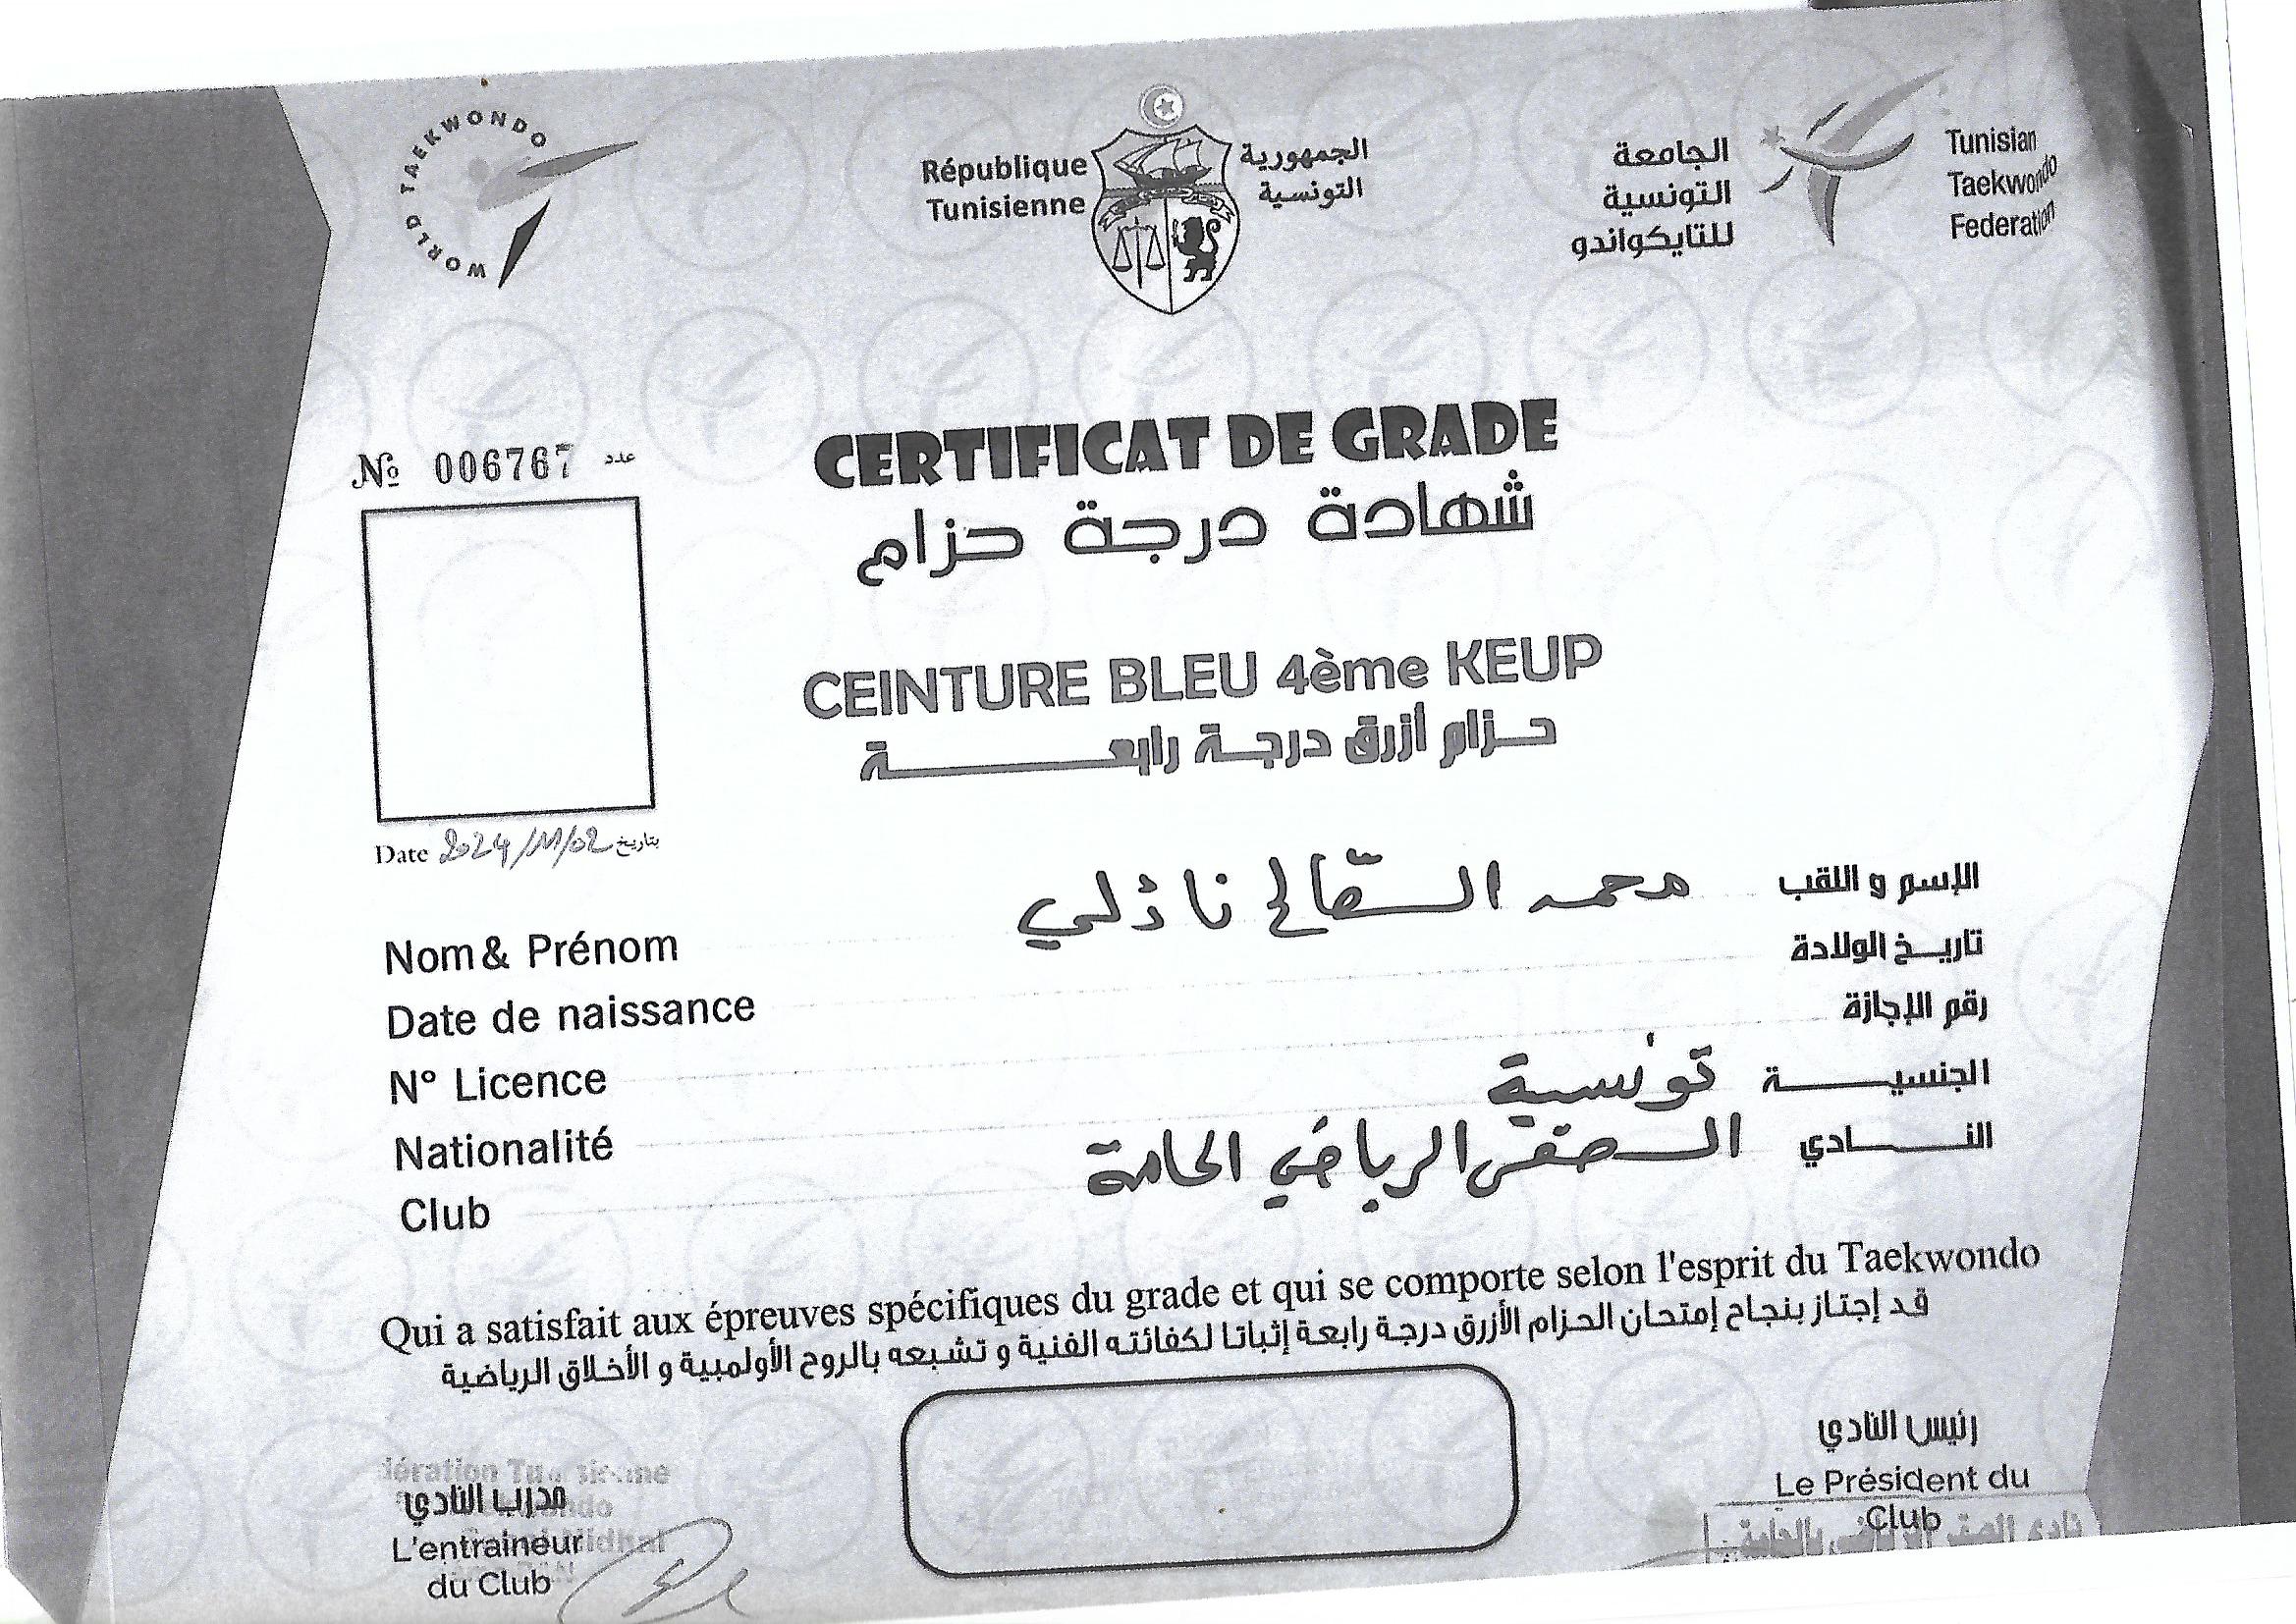 WORLD TAEKWONDO
République
Tunisienne
الجمهورية
التونسية
الجامعة
التونسية
للتايكواندو
Tunisian
Taekwondo
Federation
CERTIFICAT DE GRADE
شهادة درجة حزام
№ 006767 عدد
CEINTURE BLEU 4ème KEUP
حزام أزرق درجة رابعة
Date 2024/11/02 بتاريخ
الإسم و اللقب محمد
Nom & Prénom
تاريخ الولادة
Date de naissance
رقم الإجازة
N° Licence
الجنسية تونسية
Nationalité
النادي الصقر الرياضي الحامة
Club
Qui a satisfait aux épreuves spécifiques du grade et qui se comporte selon l'esprit du Taekwondo
قد إجتاز بنجاح إمتحان الحزام الأزرق درجة رابعة إثباتا لكفائته الفنية و تشبعه بالروح الأولمبية و الأخلاق الرياضية
رئيس النادي
Le Président du
Club
مدرب النادي
L'entraineur
du Club